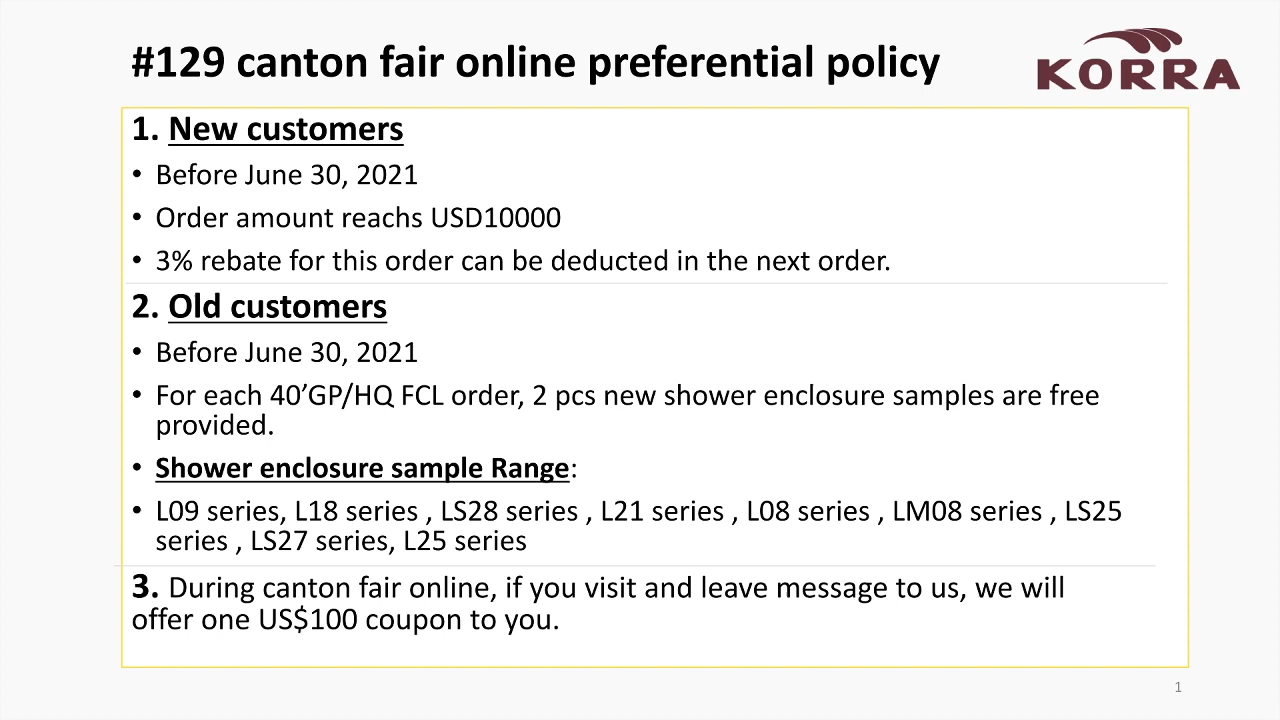 #129 canton fair online preferential policy
KORRA
1. New customers
• Before June 30, 2021
• Order amount reachs USD10000
• 3% rebate for this order can be deducted in the next order.
2. Old customers
• Before June 30, 2021
• For each 40’GP/HQ FCL order, 2 pcs new shower enclosure samples are free
provided.
• Shower enclosure sample Range:
• L09 series, L18 series , LS28 series , L21 series , L08 series , LM08 series , LS25
series , LS27 series, L25 series
3. During canton fair online, if you visit and leave message to us, we will
offer one US$100 coupon to you.
1